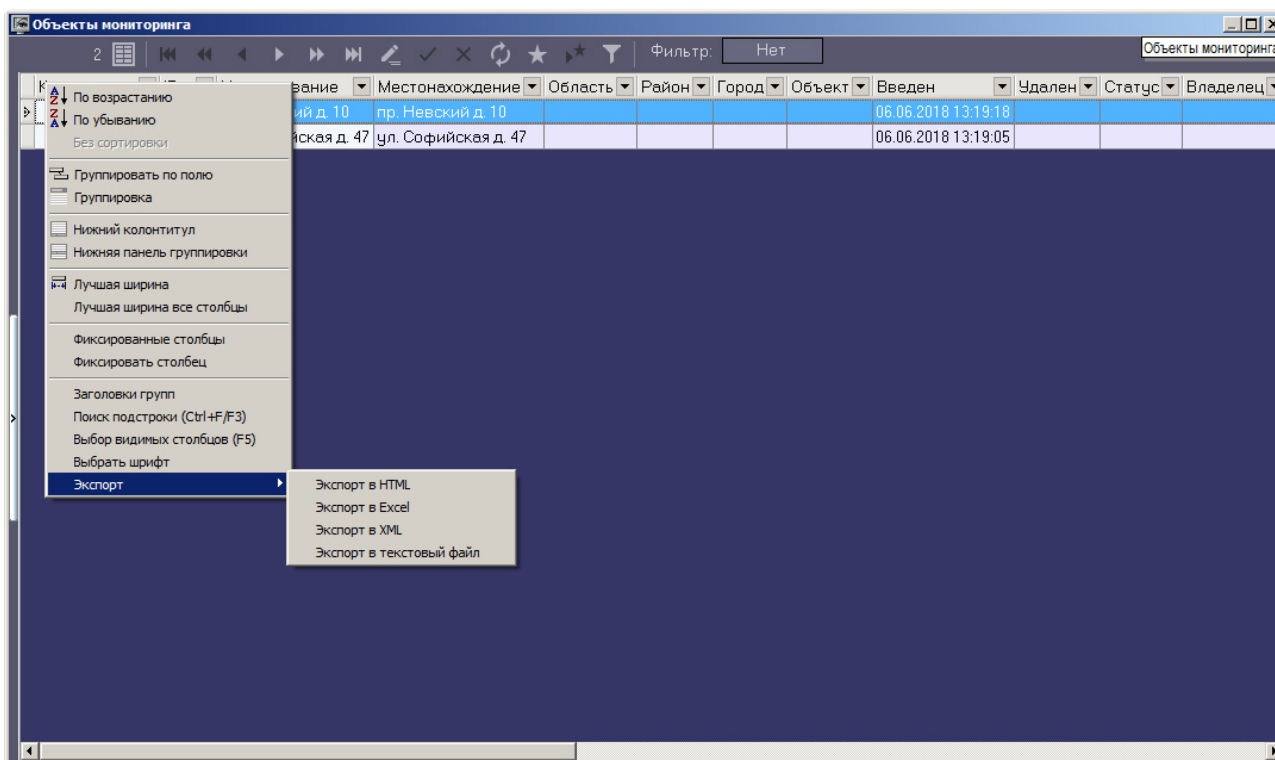 Объекты мониторинга
2 Фильтр: Нет
Объекты мониторинга
Местонахождение Область Район Город Объект Введен Удален Статус Владелец
пр. Невский д. 10 06.06.2018 13:19:18
д. 47 ул. Софийская д. 47 06.06.2018 13:19:05
По возрастанию
По убыванию
Без сортировки
Группировать по полю
Группировка
Нижний колонтитул
Нижняя панель группировки
Лучшая ширина
Лучшая ширина все столбцы
Фиксированные столбцы
Фиксировать столбец
Заголовки групп
Поиск подстроки (Ctrl+F/F3)
Выбор видимых столбцов (F5)
Выбрать шрифт
Экспорт
Экспорт в HTML
Экспорт в Excel
Экспорт в XML
Экспорт в текстовый файл